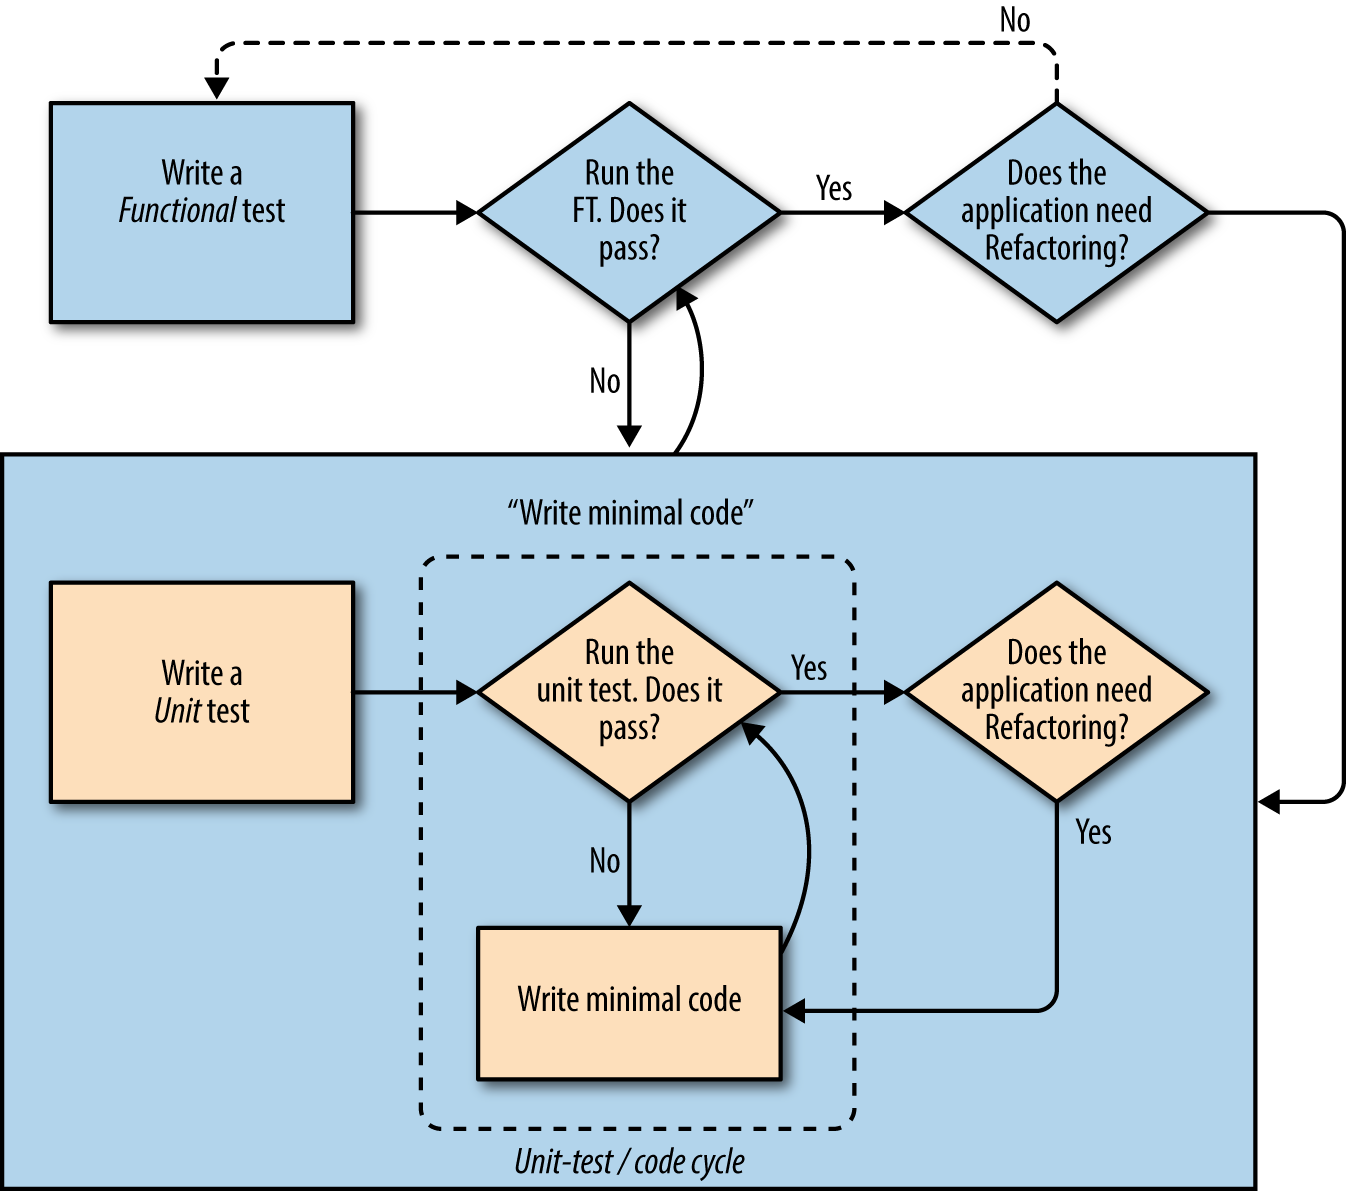 No
Write a
Functional test
Run the
FT. Does it
pass?
Yes
Does the
application need
Refactoring?
No
“Write minimal code”
Write a
Unit test
Run the
unit test. Does it
pass?
Yes
Does the
application need
Refactoring?
No
Yes
Write minimal code
Unit-test / code cycle